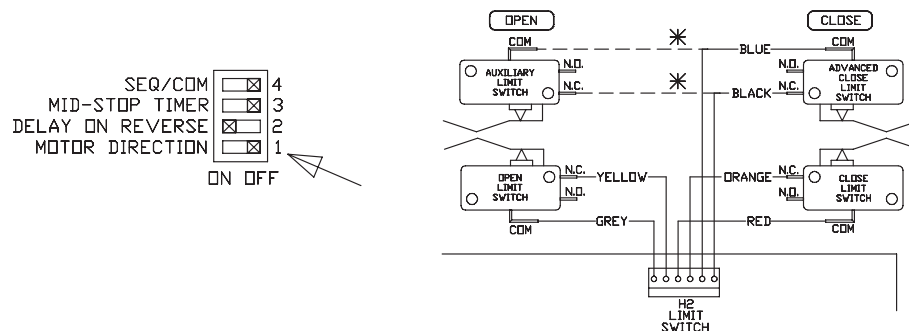 SEQ/COM 4
MID-STOP TIMER 3
DELAY ON REVERSE 2
MOTOR DIRECTION 1
ON OFF
OPEN
CLOSE
COM
COM
BLUE
AUXILIARY
LIMIT
SWITCH
N.O.
N.C.
N.O.
N.C.
ADVANCED
CLOSE
LIMIT
SWITCH
BLACK
OPEN
LIMIT
SWITCH
N.C.
N.O.
YELLOW
ORANGE
N.C.
N.O.
CLOSE
LIMIT
SWITCH
COM
GREY
RED
COM
H2
LIMIT
SWITCH